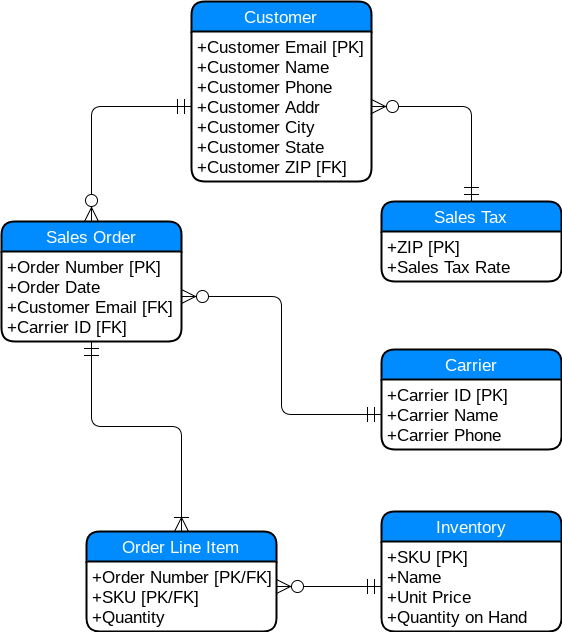 Customer
+Customer Email [PK]
+Customer Name
+Customer Phone
+Customer Addr
+Customer City
+Customer State
+Customer ZIP [FK]
Sales Tax
+ZIP [PK]
+Sales Tax Rate
Sales Order
+Order Number [PK]
+Order Date
+Customer Email [FK]
+Carrier ID [FK]
Carrier
+Carrier ID [PK]
+Carrier Name
+Carrier Phone
Order Line Item
+Order Number [PK/FK]
+SKU [PK/FK]
+Quantity
Inventory
+SKU [PK]
+Name
+Unit Price
+Quantity on Hand